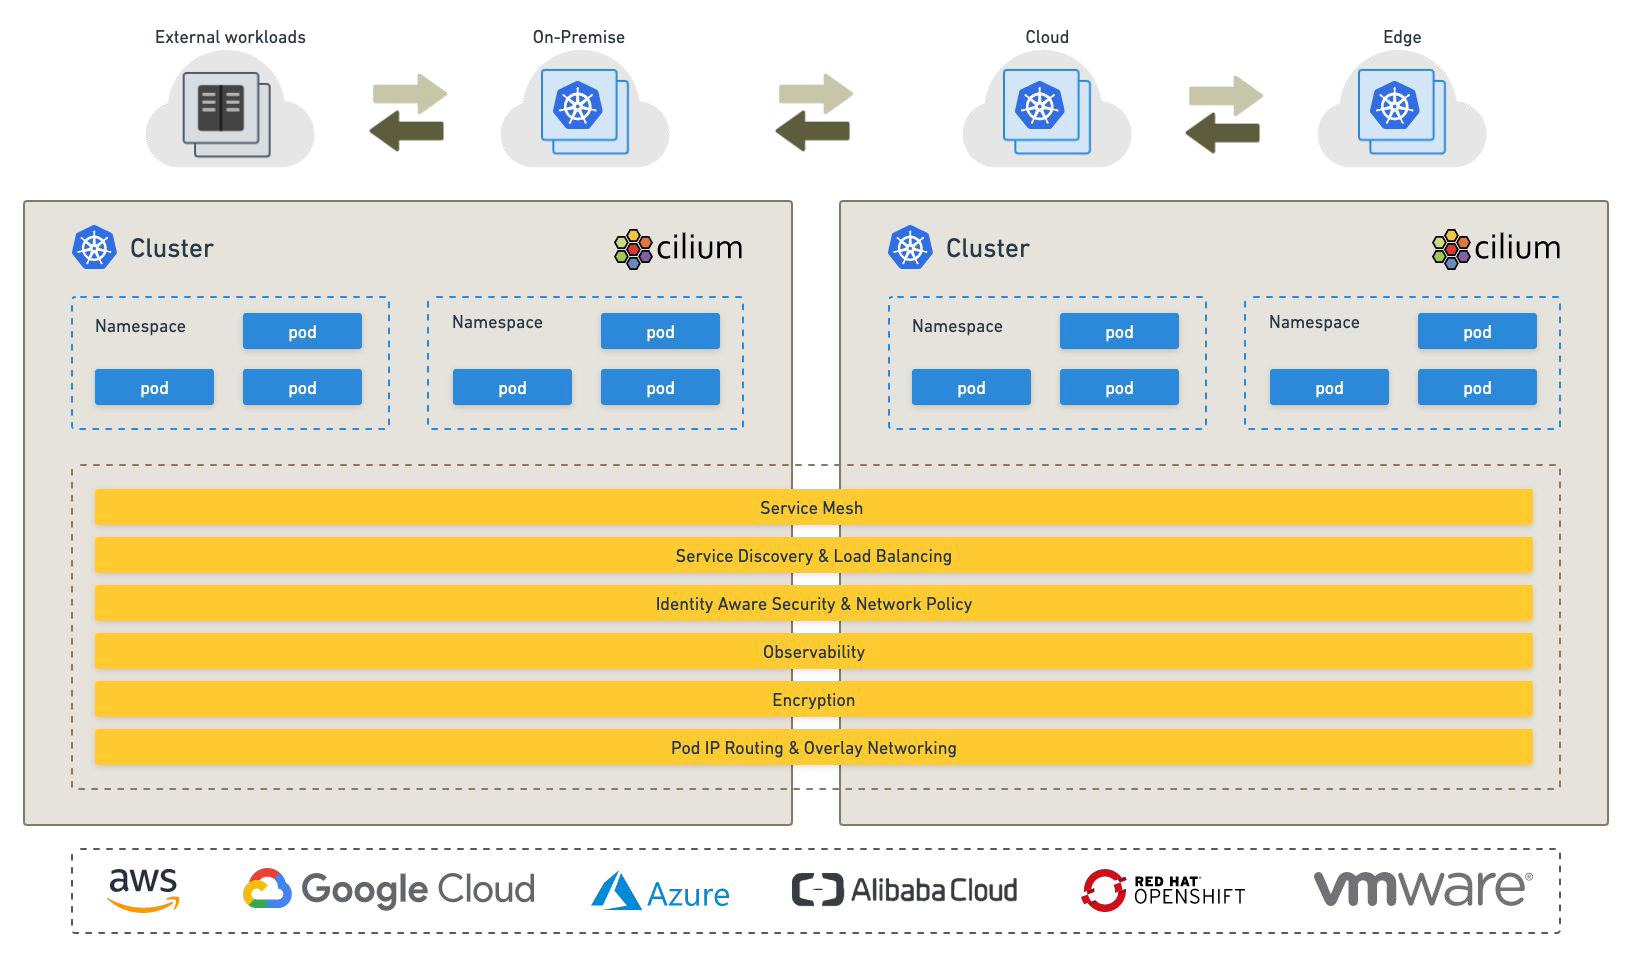 External workloads
On-Premise
Cloud
Edge
Cluster
cilium
Cluster
cilium
Namespace
pod
Namespace
pod
Namespace
pod
Namespace
pod
pod
pod
pod
pod
pod
pod
pod
pod
Service Mesh
Service Discovery & Load Balancing
Identity Aware Security & Network Policy
Observability
Encryption
Pod IP Routing & Overlay Networking
aws
Google Cloud
Azure
Alibaba Cloud
RED HAT®
OPENSHIFT
vmware®